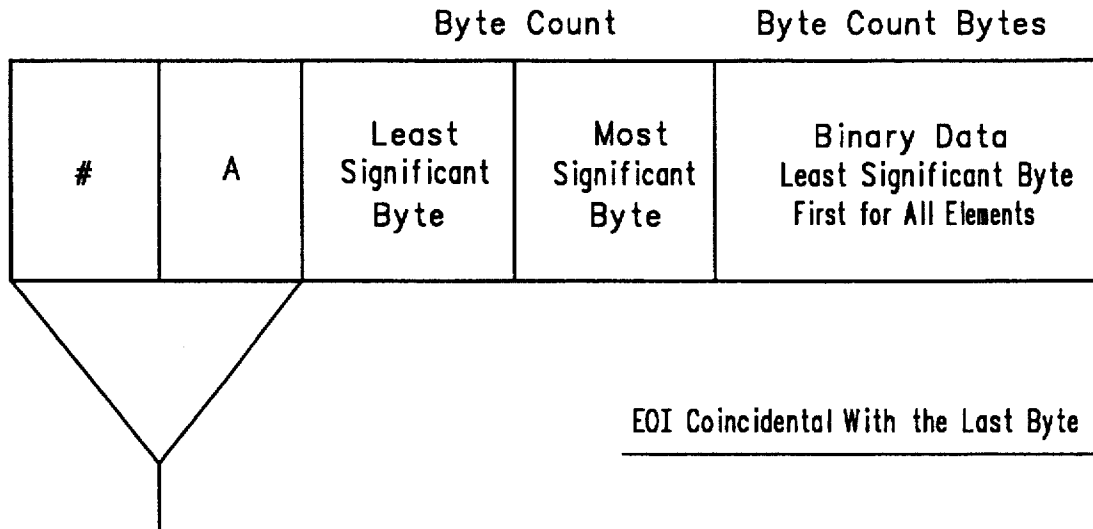 Byte Count
Byte Count Bytes
#
A
Least
Significant
Byte
Most
Significant
Byte
Binary Data
Least Significant Byte
First for All Elements
EOI Coincidental With the Last Byte